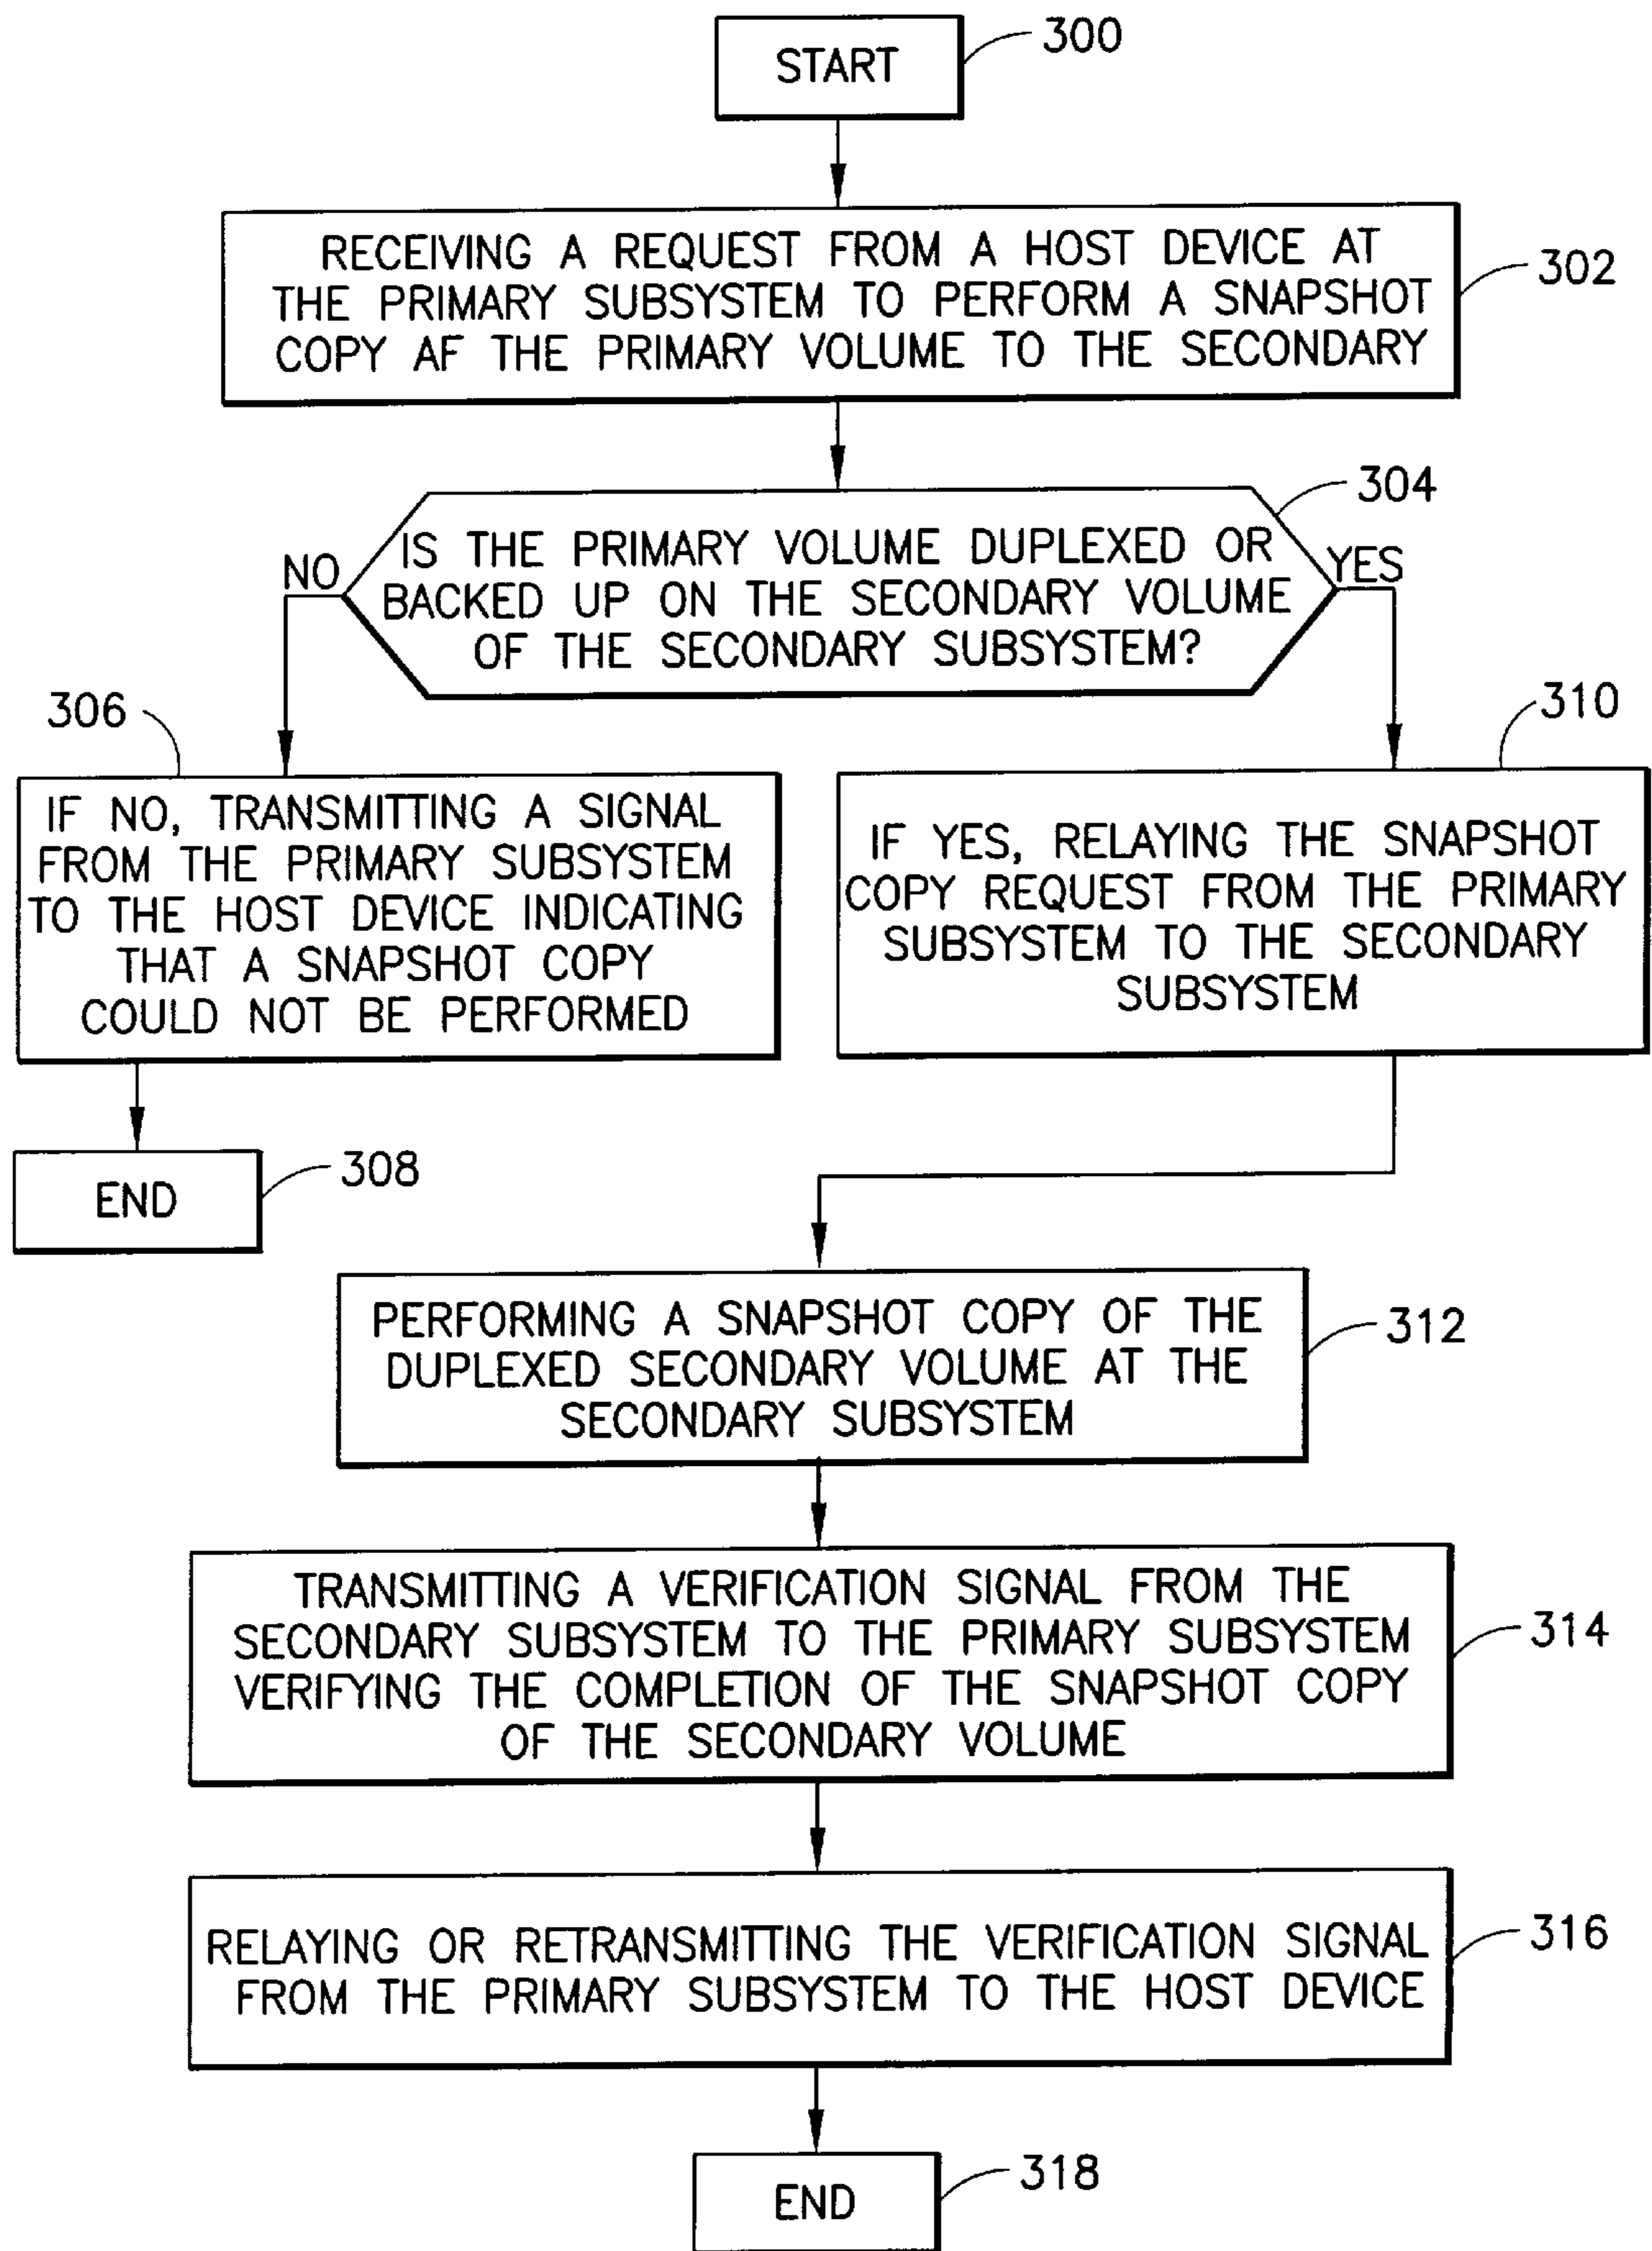 START
300
RECEIVING A REQUEST FROM A HOST DEVICE AT
THE PRIMARY SUBSYSTEM TO PERFORM A SNAPSHOT
COPY AF THE PRIMARY VOLUME TO THE SECONDARY
302
304
IS THE PRIMARY VOLUME DUPLEXED OR
BACKED UP ON THE SECONDARY VOLUME
OF THE SECONDARY SUBSYSTEM?
NO
YES
306
IF NO, TRANSMITTING A SIGNAL
FROM THE PRIMARY SUBSYSTEM
TO THE HOST DEVICE INDICATING
THAT A SNAPSHOT COPY
COULD NOT BE PERFORMED
310
IF YES, RELAYING THE SNAPSHOT
COPY REQUEST FROM THE PRIMARY
SUBSYSTEM TO THE SECONDARY
SUBSYSTEM
END
308
PERFORMING A SNAPSHOT COPY OF THE
DUPLEXED SECONDARY VOLUME AT THE
SECONDARY SUBSYSTEM
312
TRANSMITTING A VERIFICATION SIGNAL FROM THE
SECONDARY SUBSYSTEM TO THE PRIMARY SUBSYSTEM
VERIFYING THE COMPLETION OF THE SNAPSHOT COPY
OF THE SECONDARY VOLUME
314
RELAYING OR RETRANSMITTING THE VERIFICATION SIGNAL
FROM THE PRIMARY SUBSYSTEM TO THE HOST DEVICE
316
END
318